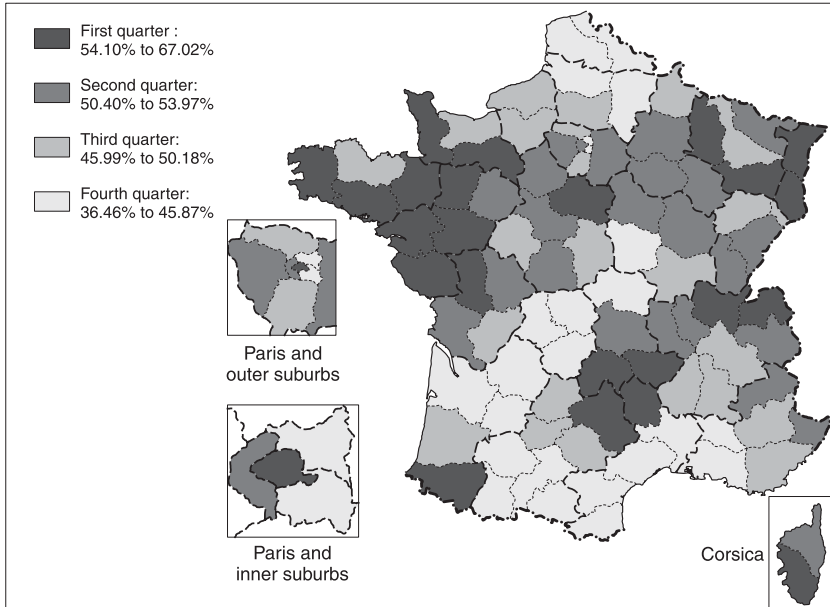 First quarter :
54.10% to 67.02%
Second quarter:
50.40% to 53.97%
Third quarter:
45.99% to 50.18%
Fourth quarter:
36.46% to 45.87%
Paris and
outer suburbs
Paris and
inner suburbs
Corsica